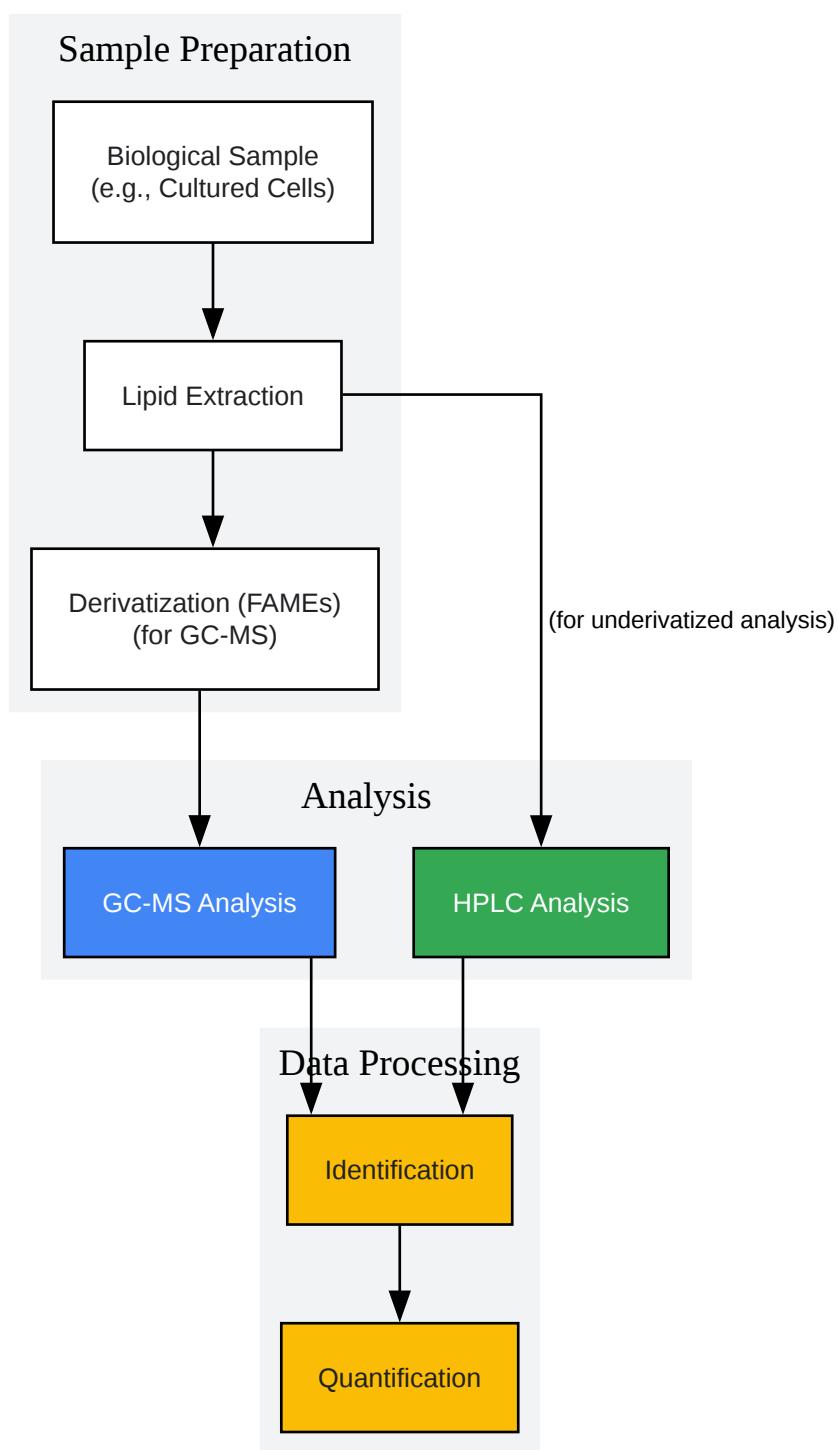 Sample Preparation
Biological Sample
(e.g., Cultured Cells)
Lipid Extraction
Derivatization (FAMEs)
(for GC-MS)
(for underivatized analysis)
Analysis
GC-MS Analysis
HPLC Analysis
Data Processing
Identification
Quantification